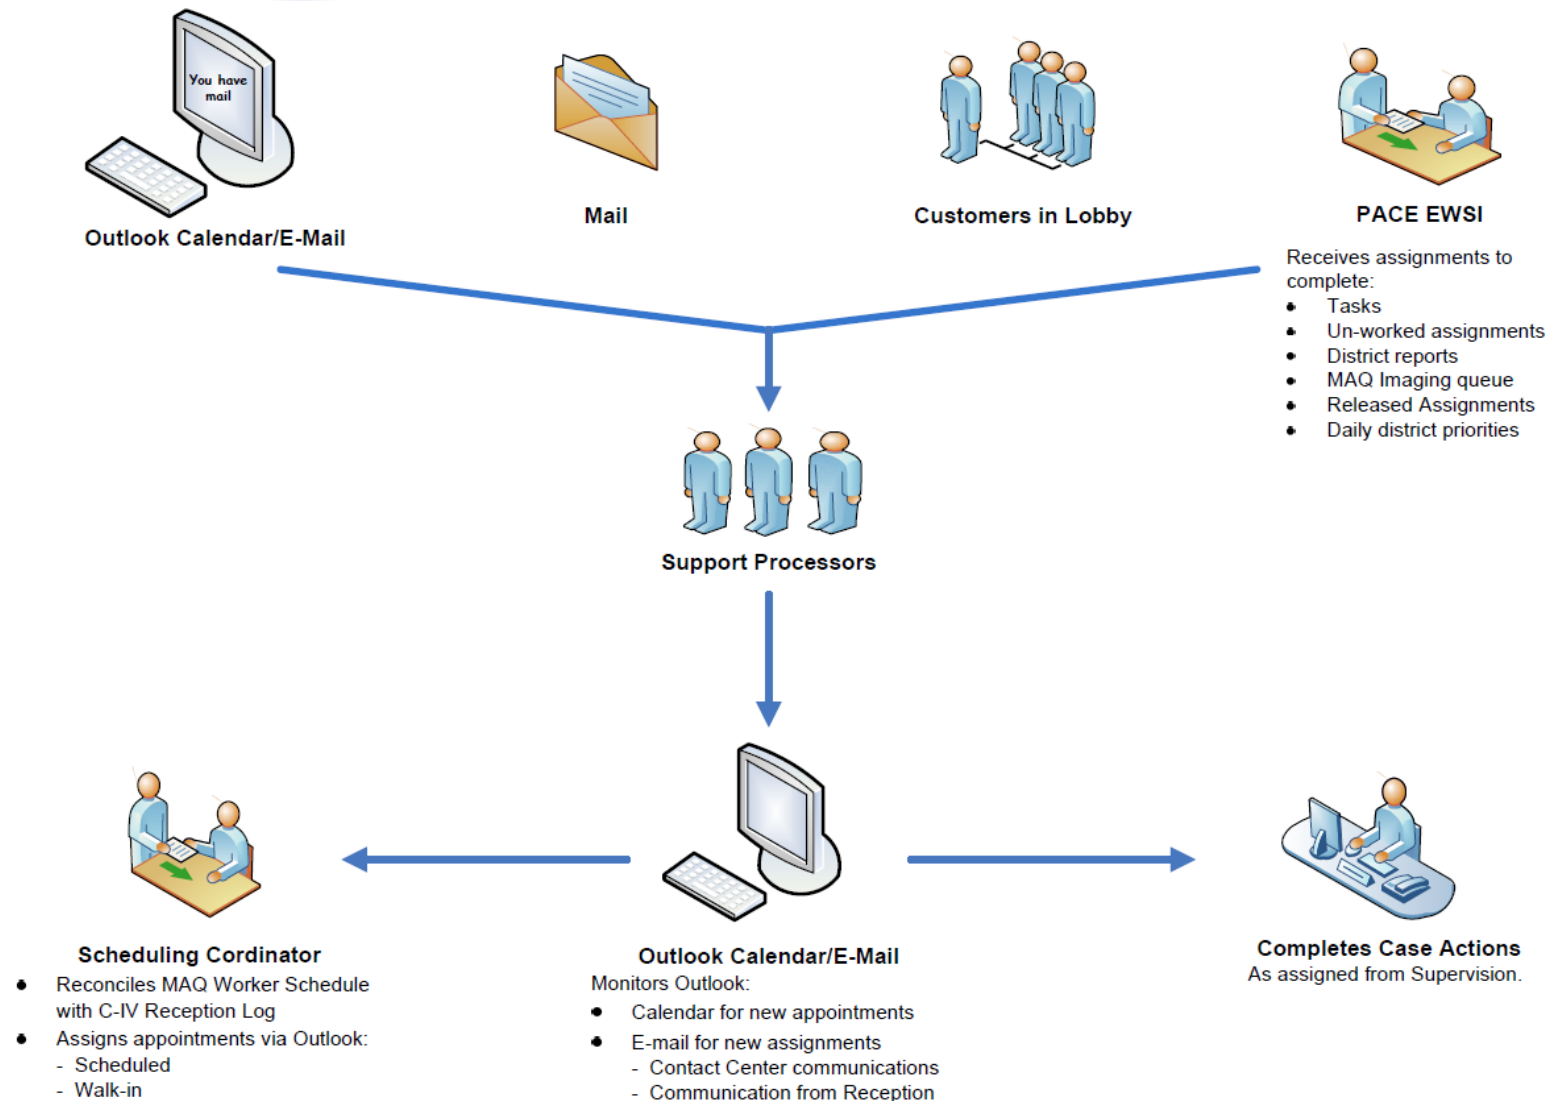 You have
mail
Outlook Calendar/E-Mail
Mail
Customers in Lobby
PACE EWSI
Receives assignments to
complete:
● Tasks
● Un-worked assignments
● District reports
● MAQ Imaging queue
● Released Assignments
● Daily district priorities
Support Processors
Scheduling Cordinator
● Reconciles MAQ Worker Schedule
with C-IV Reception Log
● Assigns appointments via Outlook:
- Scheduled
- Walk-in
Outlook Calendar/E-Mail
Monitors Outlook:
● Calendar for new appointments
● E-mail for new assignments
- Contact Center communications
- Communication from Reception
Completes Case Actions
As assigned from Supervision.